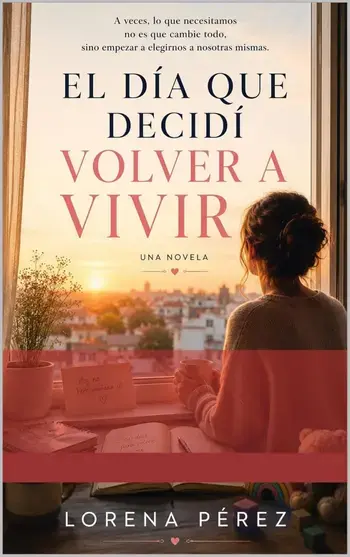 A veces, lo que necesitamos
no es que cambie todo,
sino empezar a elegirnos a nosotras mismas.
EL DÍA QUE
DECIDÍ
VOLVER A
VIVIR
UNA NOVELA
LORENA PÉREZ